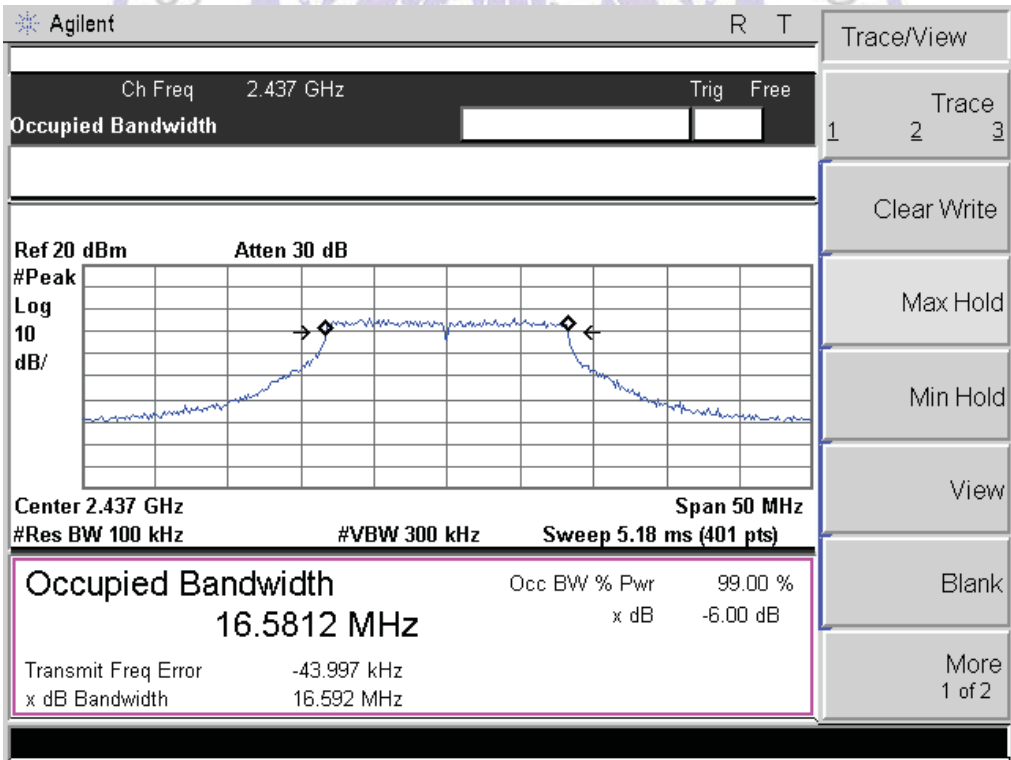 Agilent R T
Ch Freq 2.437 GHz Trig Free
Occupied Bandwidth
Ref 20 dBm Atten 30 dB
#Peak
Log
10
dB/
Center 2.437 GHz Span 50 MHz
#Res BW 100 kHz #VBW 300 kHz Sweep 5.18 ms (401 pts)
Occupied Bandwidth
16.5812 MHz
Occ BW % Pwr 99.00 %
x dB -6.00 dB
Transmit Freq Error -43.997 kHz
x dB Bandwidth 16.592 MHz
Trace/View
Trace
1 2 3
Clear Write
Max Hold
Min Hold
View
Blank
More
1 of 2